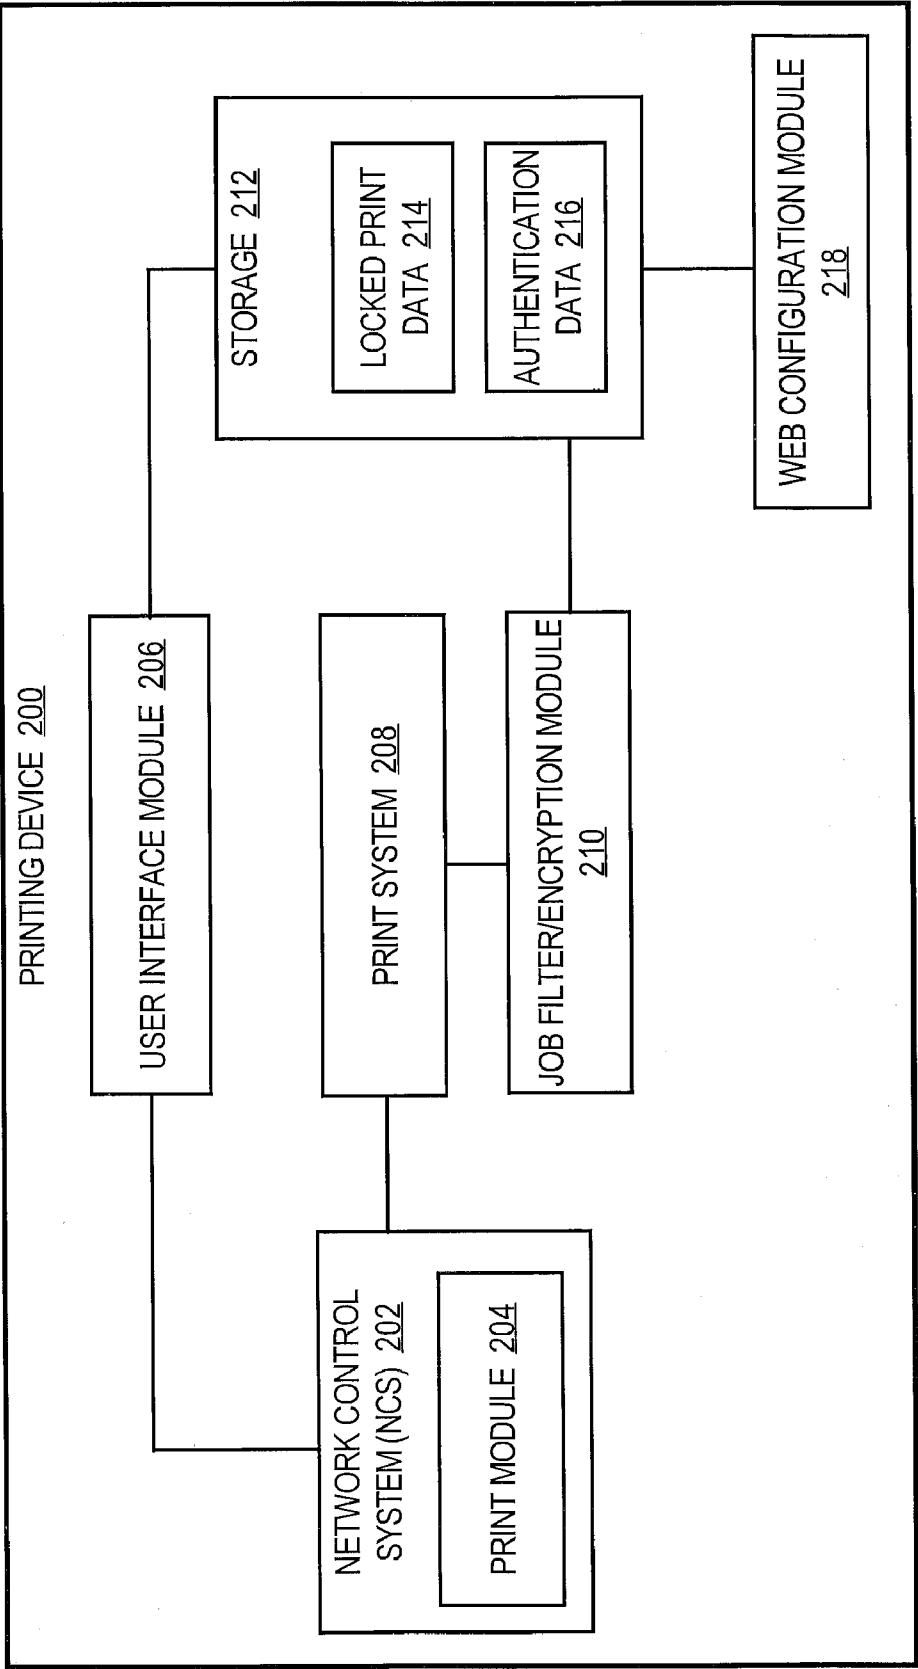 PRINTING DEVICE 200
USER INTERFACE MODULE 206
NETWORK CONTROL
SYSTEM (NCS) 202
PRINT MODULE 204
PRINT SYSTEM 208
JOB FILTER/ENCRYPTION MODULE
210
STORAGE 212
LOCKED PRINT
DATA 214
AUTHENTICATION
DATA 216
WEB CONFIGURATION MODULE
218